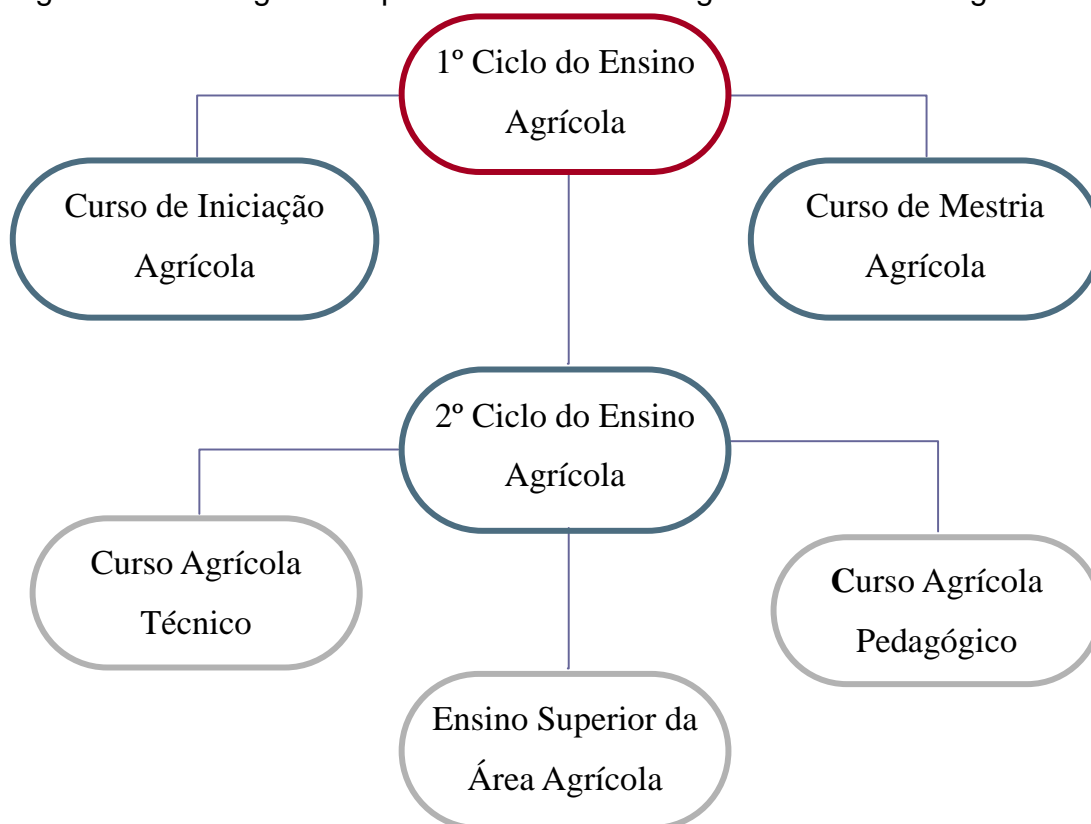 1º Ciclo do Ensino
Agrícola
Curso de Iniciação
Agrícola
Curso de Mestria
Agrícola
2º Ciclo do Ensino
Agrícola
Curso Agrícola
Técnico
Curso Agrícola
Pedagógico
Ensino Superior da
Área Agrícola